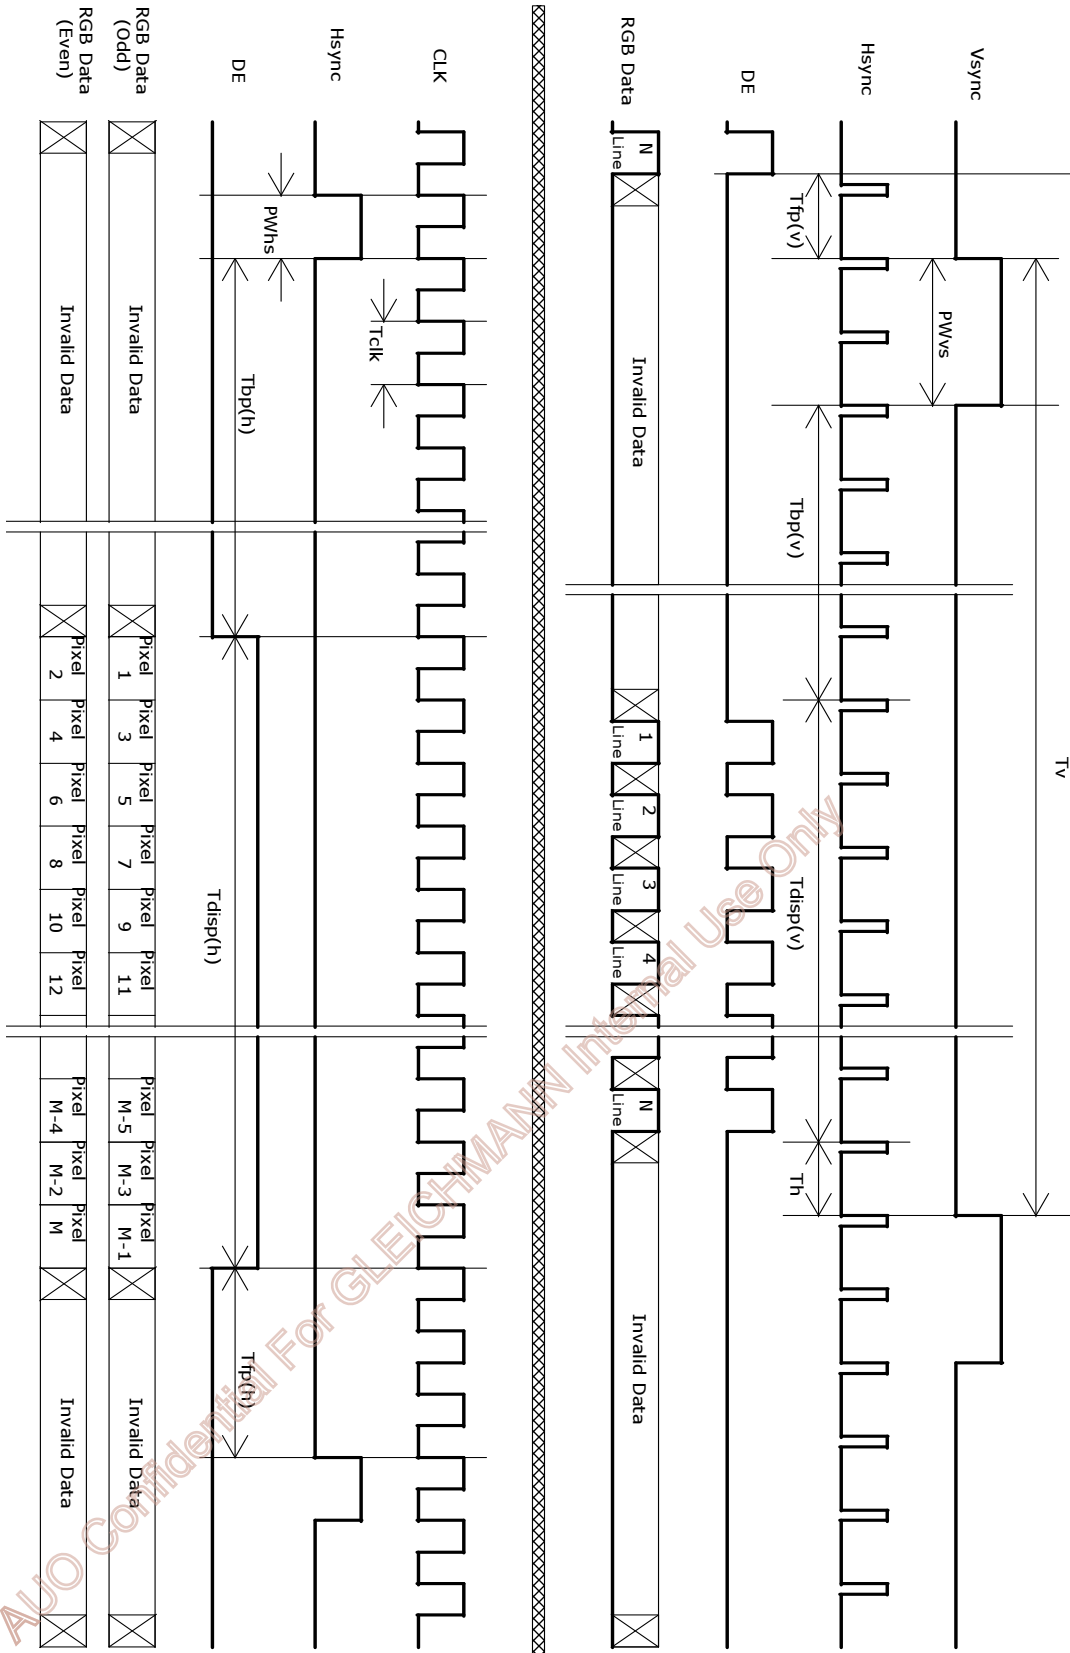 Vsync
Tv
PWvs
Hsync
Tfp(v)
Tbp(v)
Tdisp(v)
Th
DE
RGB Data
N
Line
Invalid Data
1
Line
2
Line
3
Line
4
Line
N
Line
Invalid Data
CLK
Tclk
Hsync
PWhs
DE
Tbp(h)
Tdisp(h)
Tfp(h)
RGB Data
(Odd)
Invalid Data
Pixel
1
Pixel
3
Pixel
5
Pixel
7
Pixel
9
Pixel
11
Pixel
M-5
Pixel
M-3
Pixel
M-1
Invalid Data
RGB Data
(Even)
Invalid Data
Pixel
2
Pixel
4
Pixel
6
Pixel
8
Pixel
10
Pixel
12
Pixel
M-4
Pixel
M-2
Pixel
M
Invalid Data
AUO Confidential For GLEICHMANN Internal Use Only